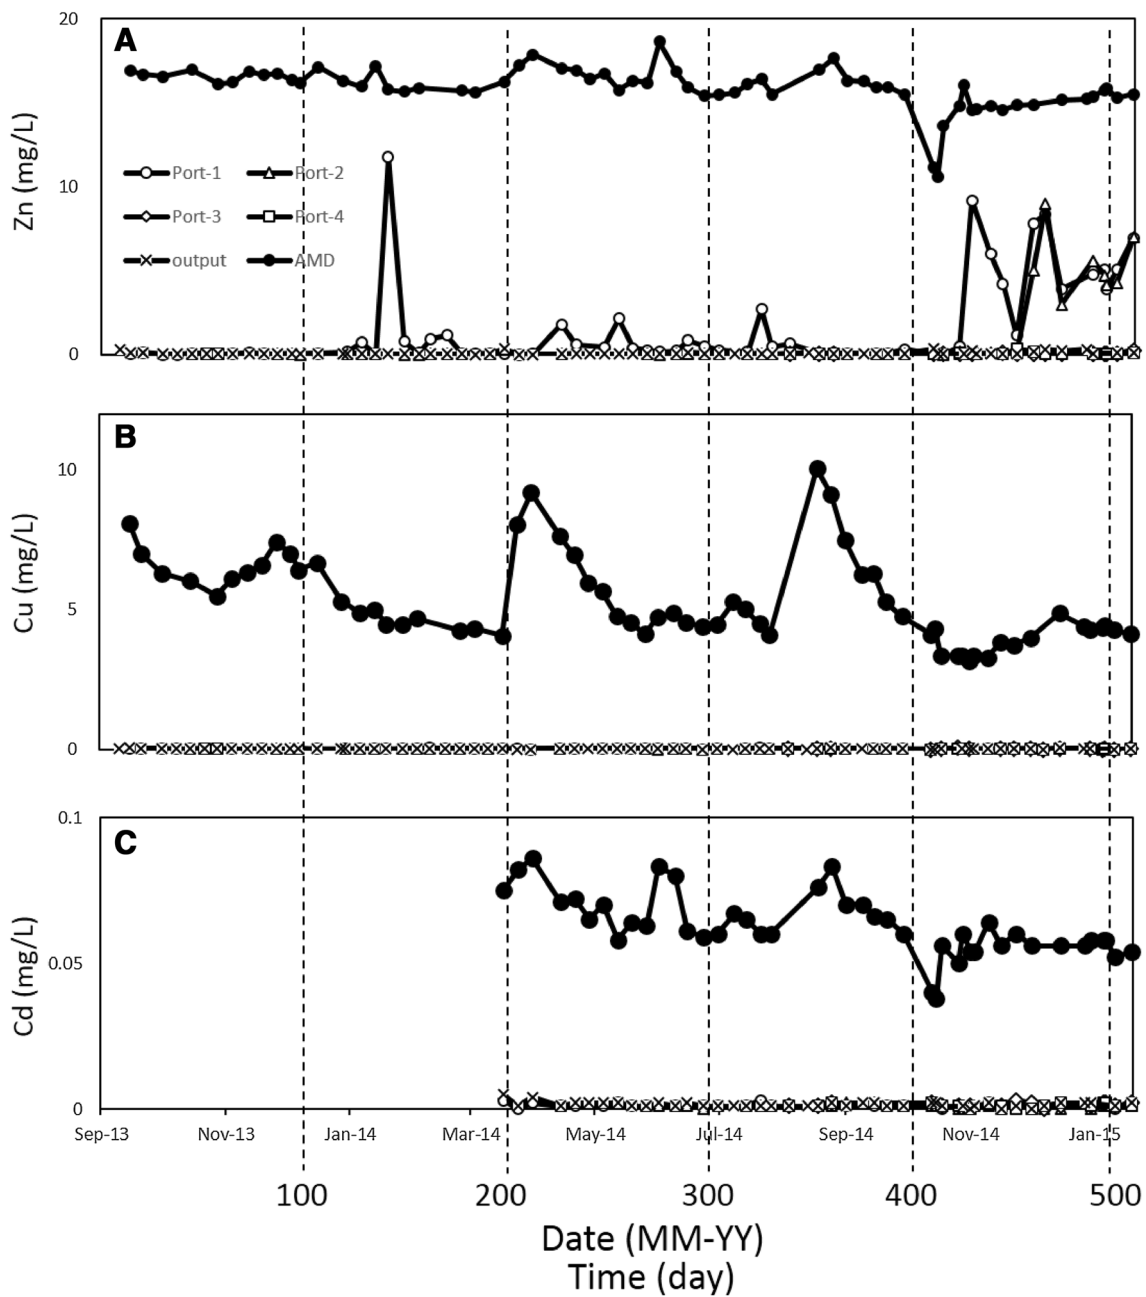 A
20
10
0
Zn (mg/L)
Port-1 Port-2
Port-3 Port-4
output AMD
B
10
5
0
Cu (mg/L)
C
0.1
0.05
0
Cd (mg/L)
Sep-13 Nov-13 Jan-14 Mar-14 May-14 Jul-14 Sep-14 Nov-14 Jan-15
100 200 300 400 500
Date (MM-YY)
Time (day)